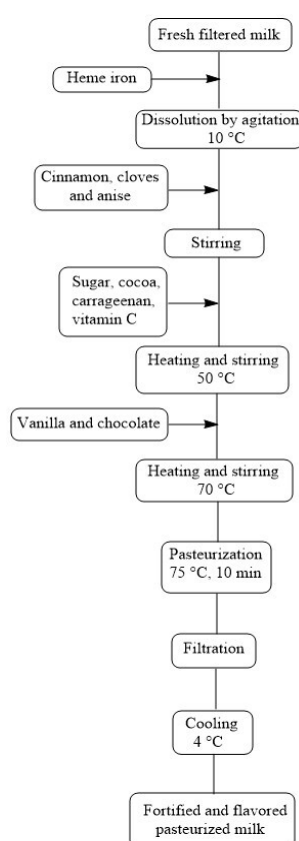 Fresh filtered milk
Heme iron
Dissolution by agitation
10 °C
Cinnamon, cloves
and anise
Stirring
Sugar, cocoa,
carrageenan,
vitamin C
Heating and stirring
50 °C
Vanilla and chocolate
Heating and stirring
70 °C
Pasteurization
75 °C, 10 min
Filtration
Cooling
4 °C
Fortified and flavored
pasteurized milk